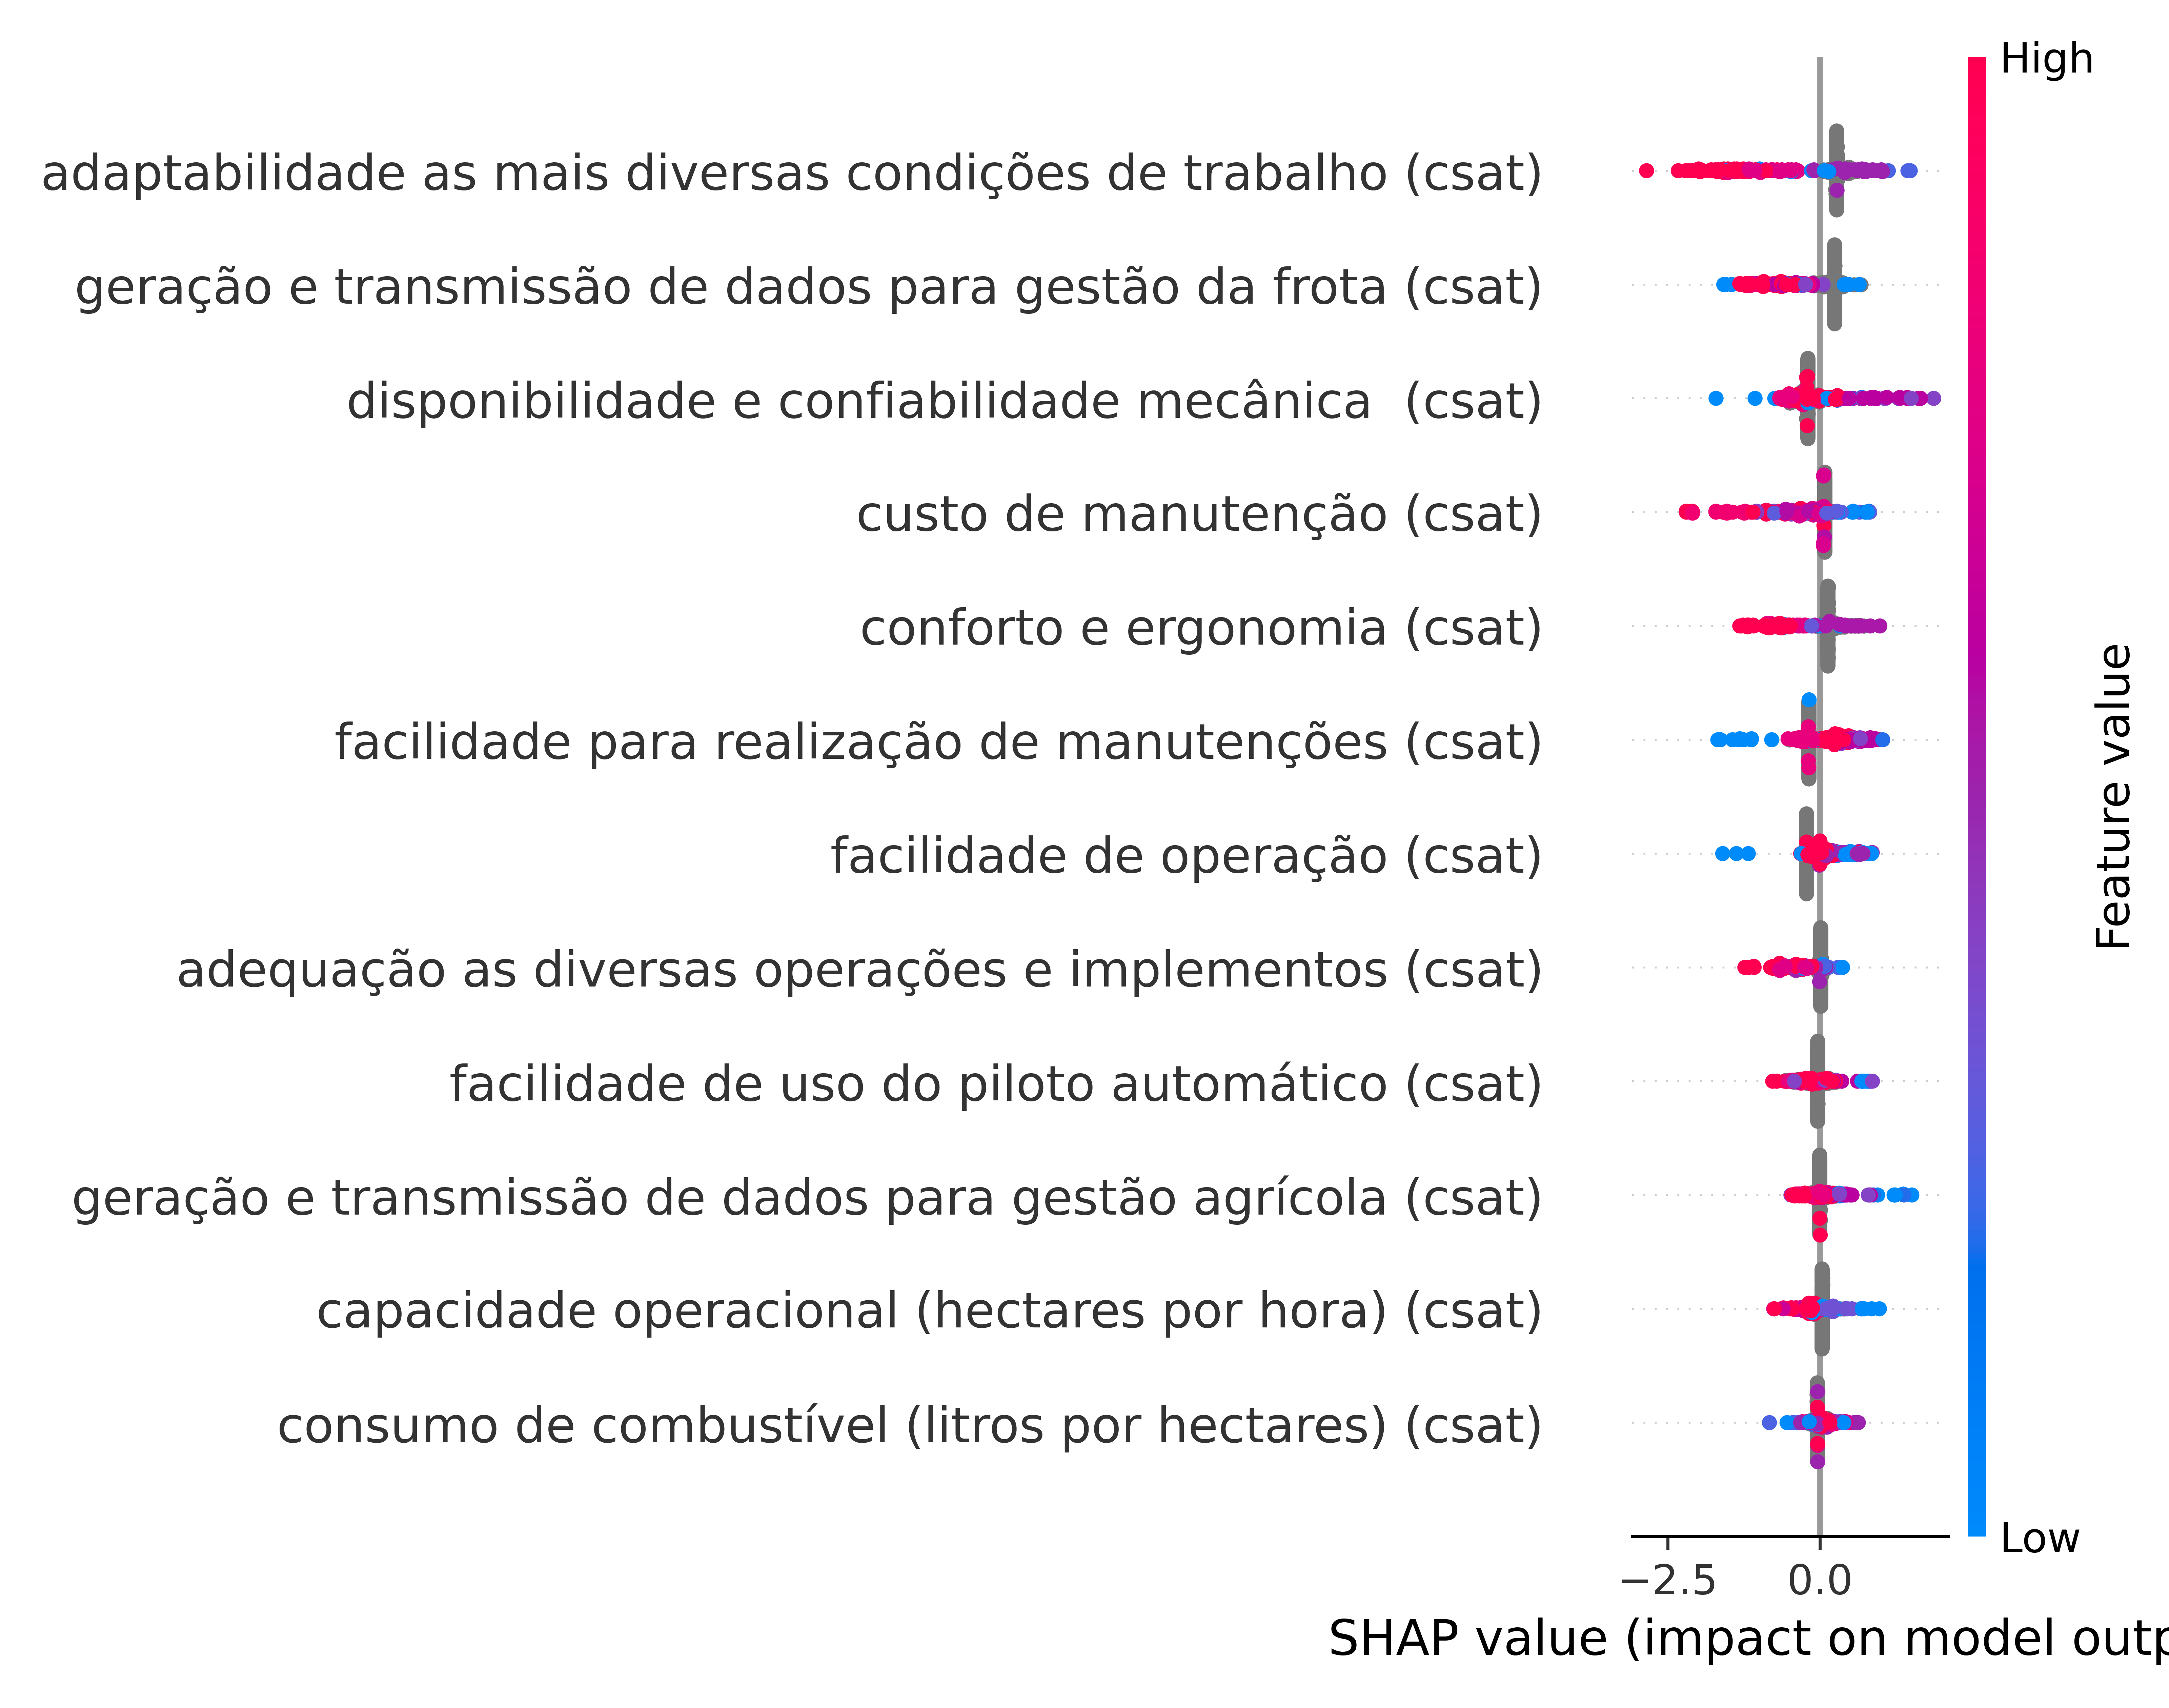 High
adaptabilidade as mais diversas condições de trabalho (csat)
geração e transmissão de dados para gestão da frota (csat)
disponibilidade e confiabilidade mecânica  (csat)
custo de manutenção (csat)
conforto e ergonomia (csat)
facilidade para realização de manutenções (csat)
facilidade de operação (csat)
adequação as diversas operações e implementos (csat)
facilidade de uso do piloto automático (csat)
geração e transmissão de dados para gestão agrícola (csat)
capacidade operacional (hectares por hora) (csat)
consumo de combustível (litros por hectares) (csat)
Feature value
Low
−2.5 0.0
SHAP value (impact on model outp